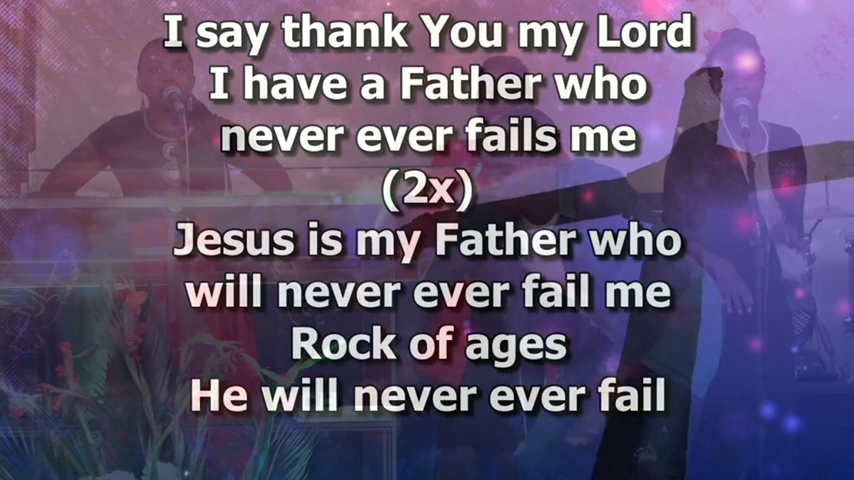 I say thank You my Lord
I have a Father who
never ever fails me
(2x)
Jesus is my Father who
will never ever fail me
Rock of ages
He will never ever fail